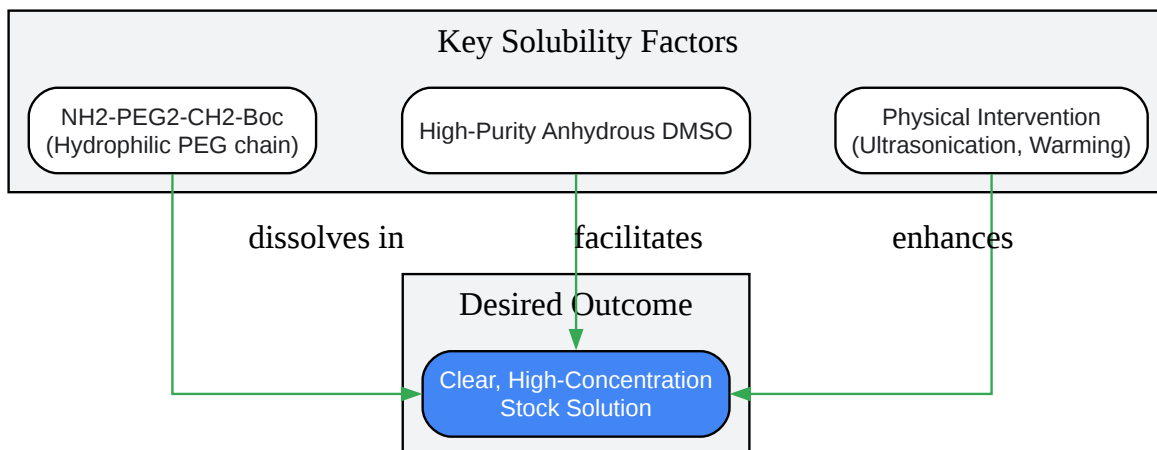 Key Solubility Factors
NH2-PEG2-CH2-Boc
(Hydrophilic PEG chain)
High-Purity Anhydrous DMSO
Physical Intervention
(Ultrasonication, Warming)
dissolves in
facilitates
enhances
Desired Outcome
Clear, High-Concentration
Stock Solution